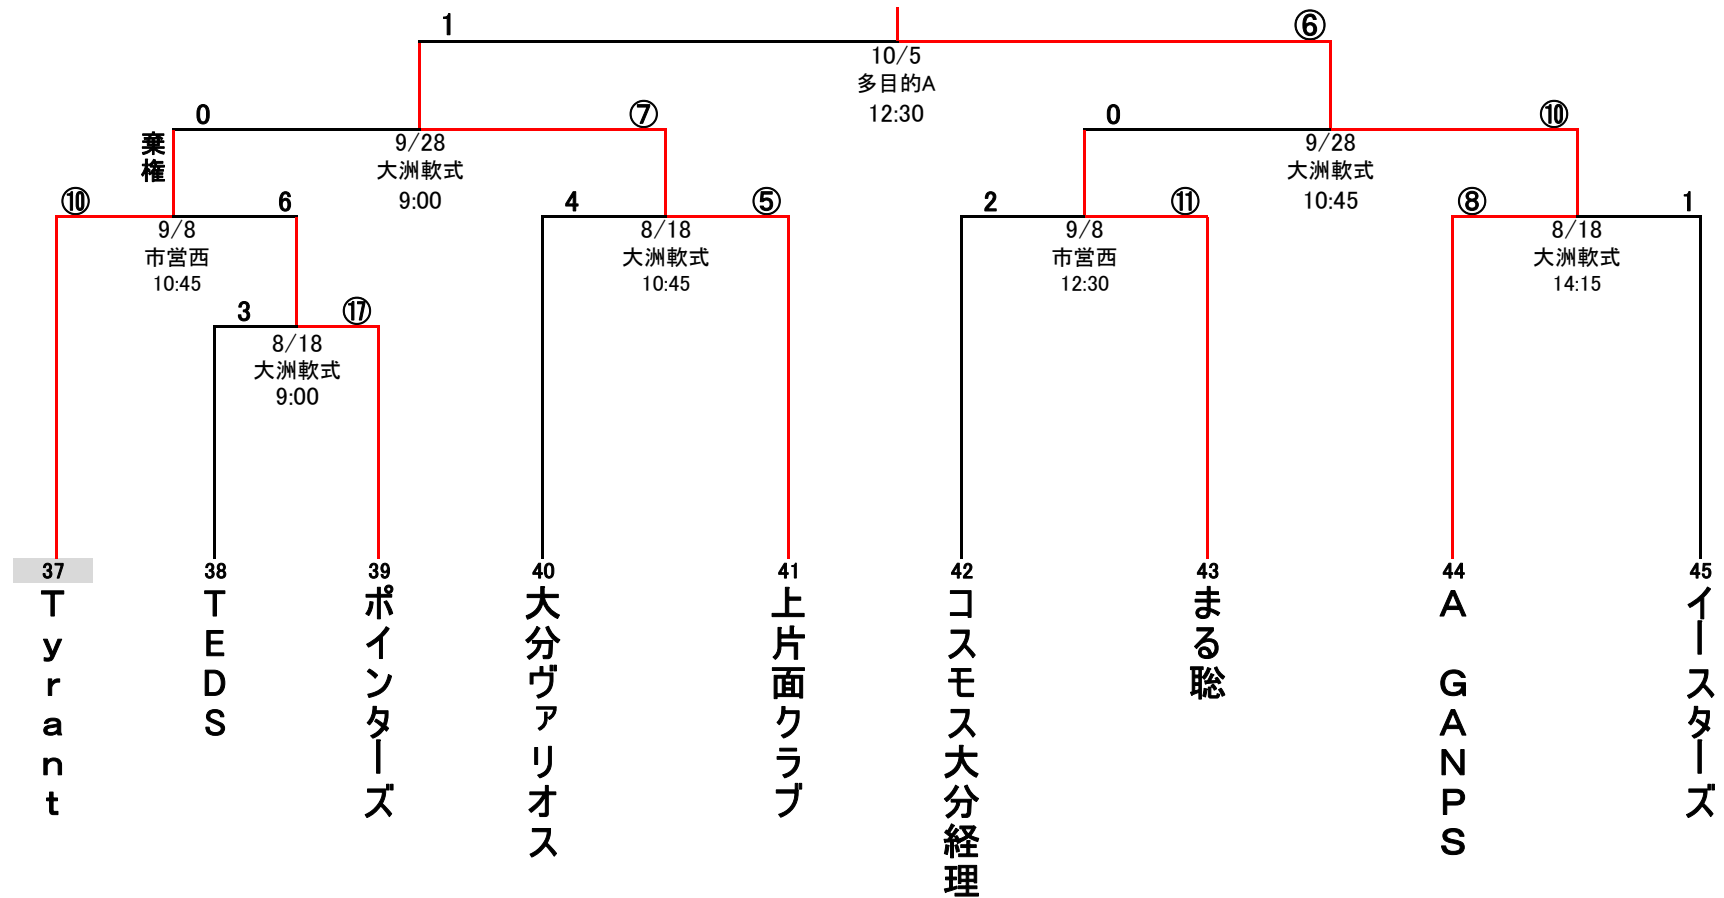 1
⑥
10/5
多目的A
12:30
0
⑦
0
⑩
棄権
9/28
大洲軟式
9:00
9/28
大洲軟式
10:45
⑩
6
4
⑤
2
⑪
⑧
1
9/8
市営西
10:45
8/18
大洲軟式
10:45
9/8
市営西
12:30
8/18
大洲軟式
14:15
3
⑰
8/18
大洲軟式
9:00
37
Tyrant
38
TEDS
39
ポインターズ
40
大分ヴァリオス
41
上片面クラブ
42
コスモス大分経理
43
まる聡
44
A GANPS
45
イースターズ